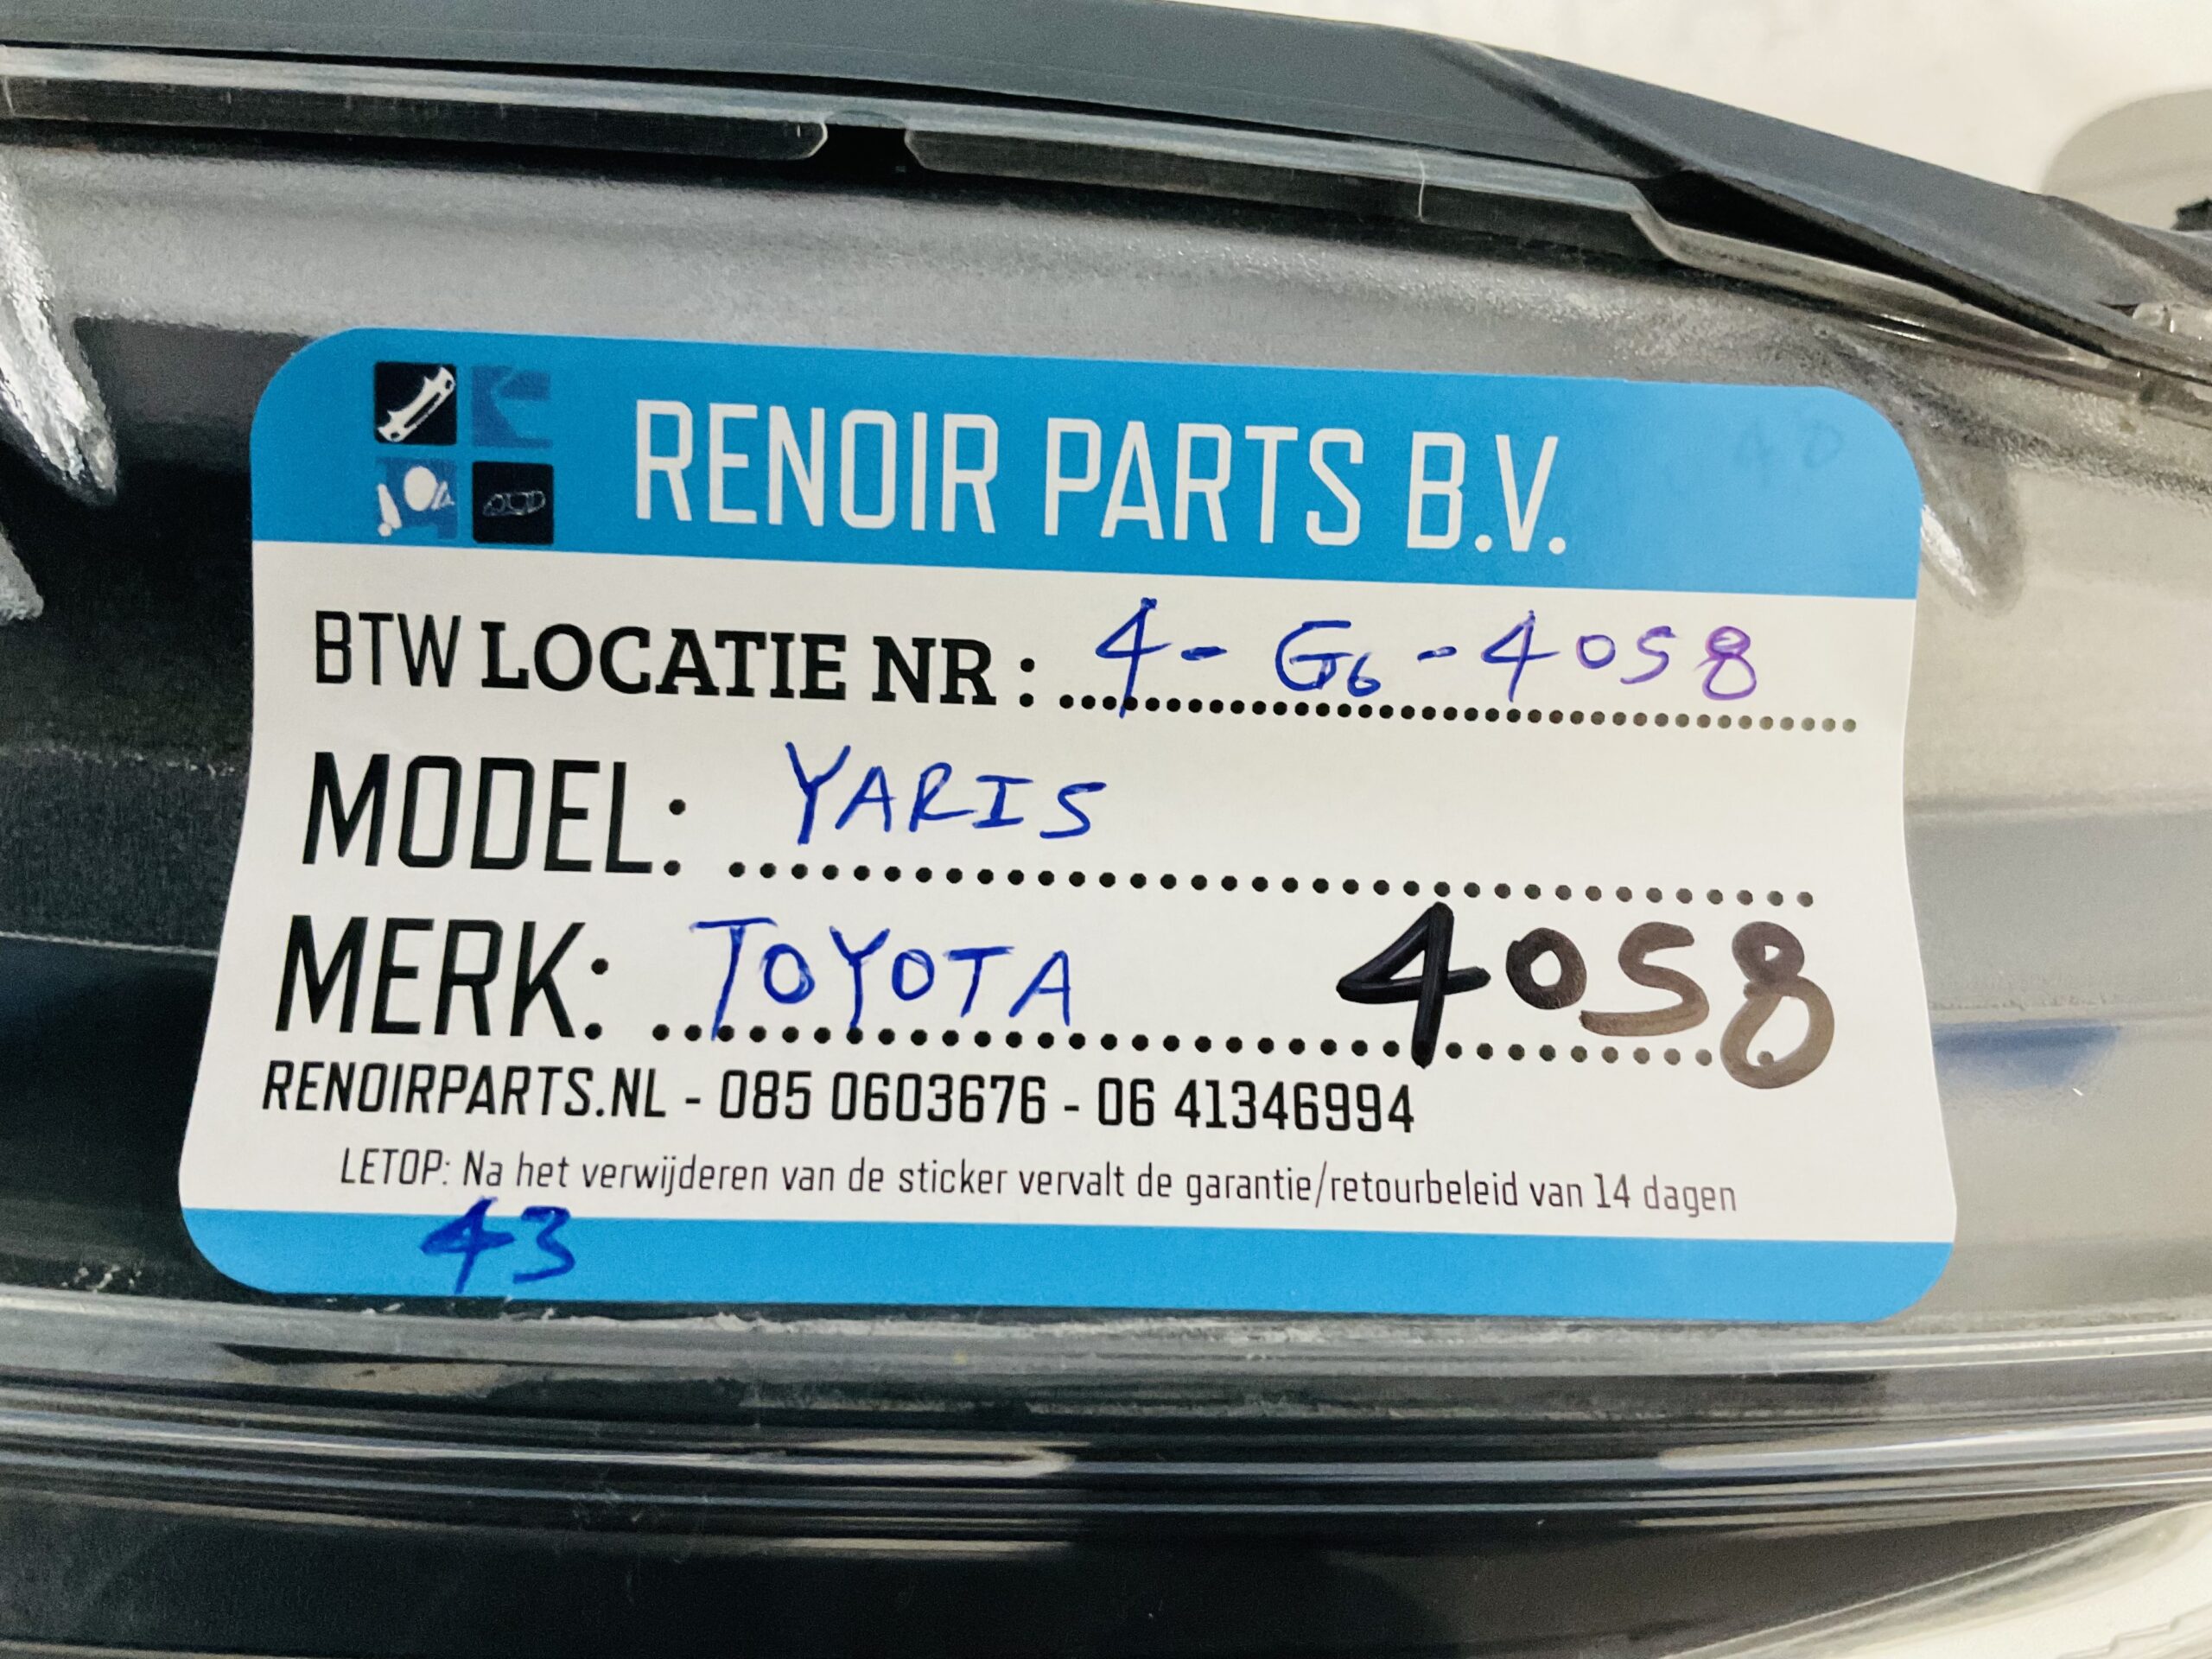 RENOIR PARTS B.V.
BTW LOCATIE NR: 4-G6-4058
MODEL: YARIS
MERK: TOYOTA 4058
RENOIRPARTS.NL - 085 0603676 - 06 41346994
LETOP: Na het verwijderen van de sticker vervalt de garantie/retourbeleid van 14 dagen
43